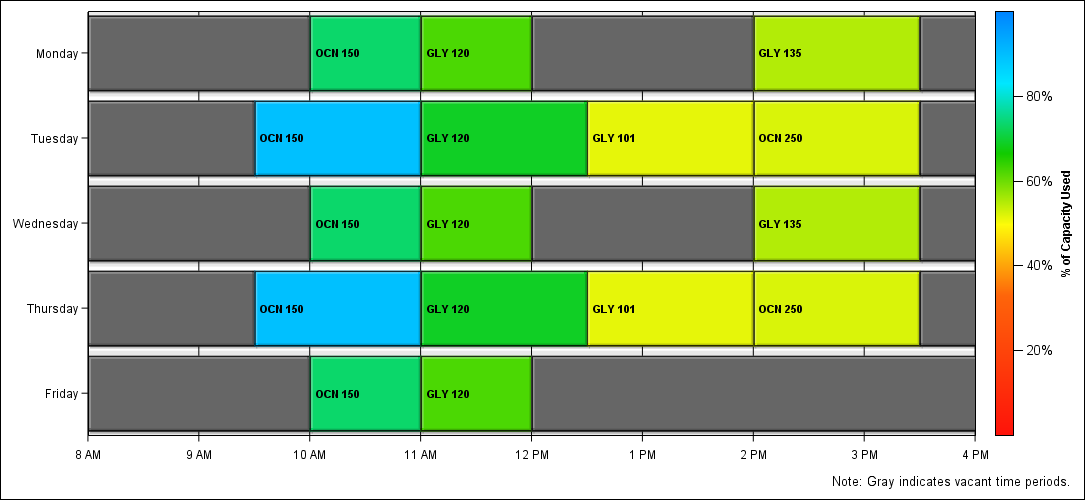 Monday
OCN 150
GLY 120
GLY 135
Tuesday
OCN 150
GLY 120
GLY 101
OCN 250
Wednesday
OCN 150
GLY 120
GLY 135
Thursday
OCN 150
GLY 120
GLY 101
OCN 250
Friday
OCN 150
GLY 120
8 AM
9 AM
10 AM
11 AM
12 PM
1 PM
2 PM
3 PM
4 PM
80%
60%
40%
20%
% of Capacity Used
Note: Gray indicates vacant time periods.